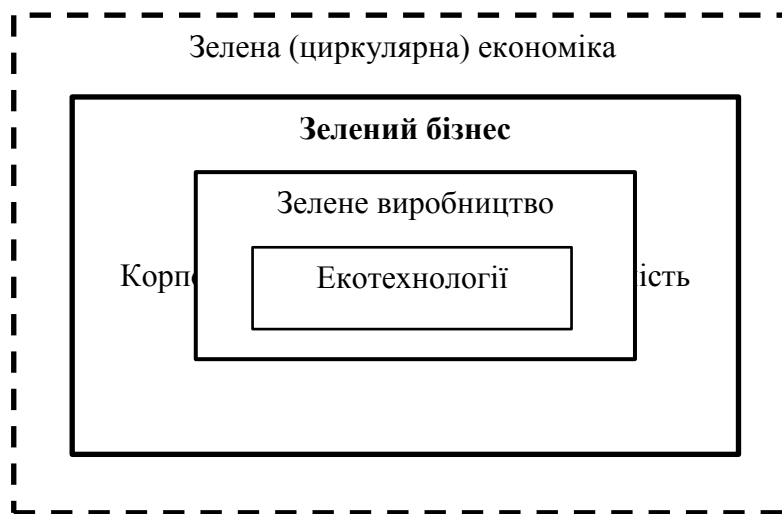 Зелена (циркулярна) економіка
Зелений бізнес
Зелене виробництво
Екотехнології